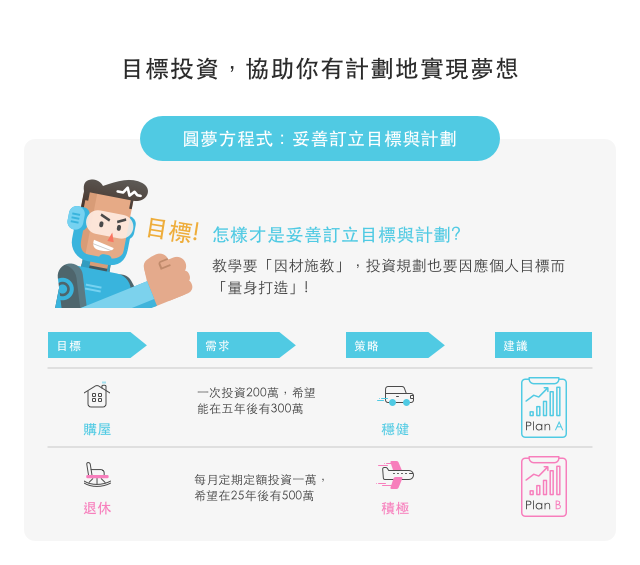 目標投資，協助你有計劃地實現夢想
圓夢方程式：妥善訂立目標與計劃
目標!
怎樣才是妥善訂立目標與計劃?
教學要「因材施教」，投資規劃也要因應個人目標而
「量身打造」!
目標 需求 策略 建議
一次投資200萬，希望
能在五年後有300萬
購屋 穩健 Plan A
每月定期定額投資一萬，
希望在25年後有500萬
退休 積極 Plan B